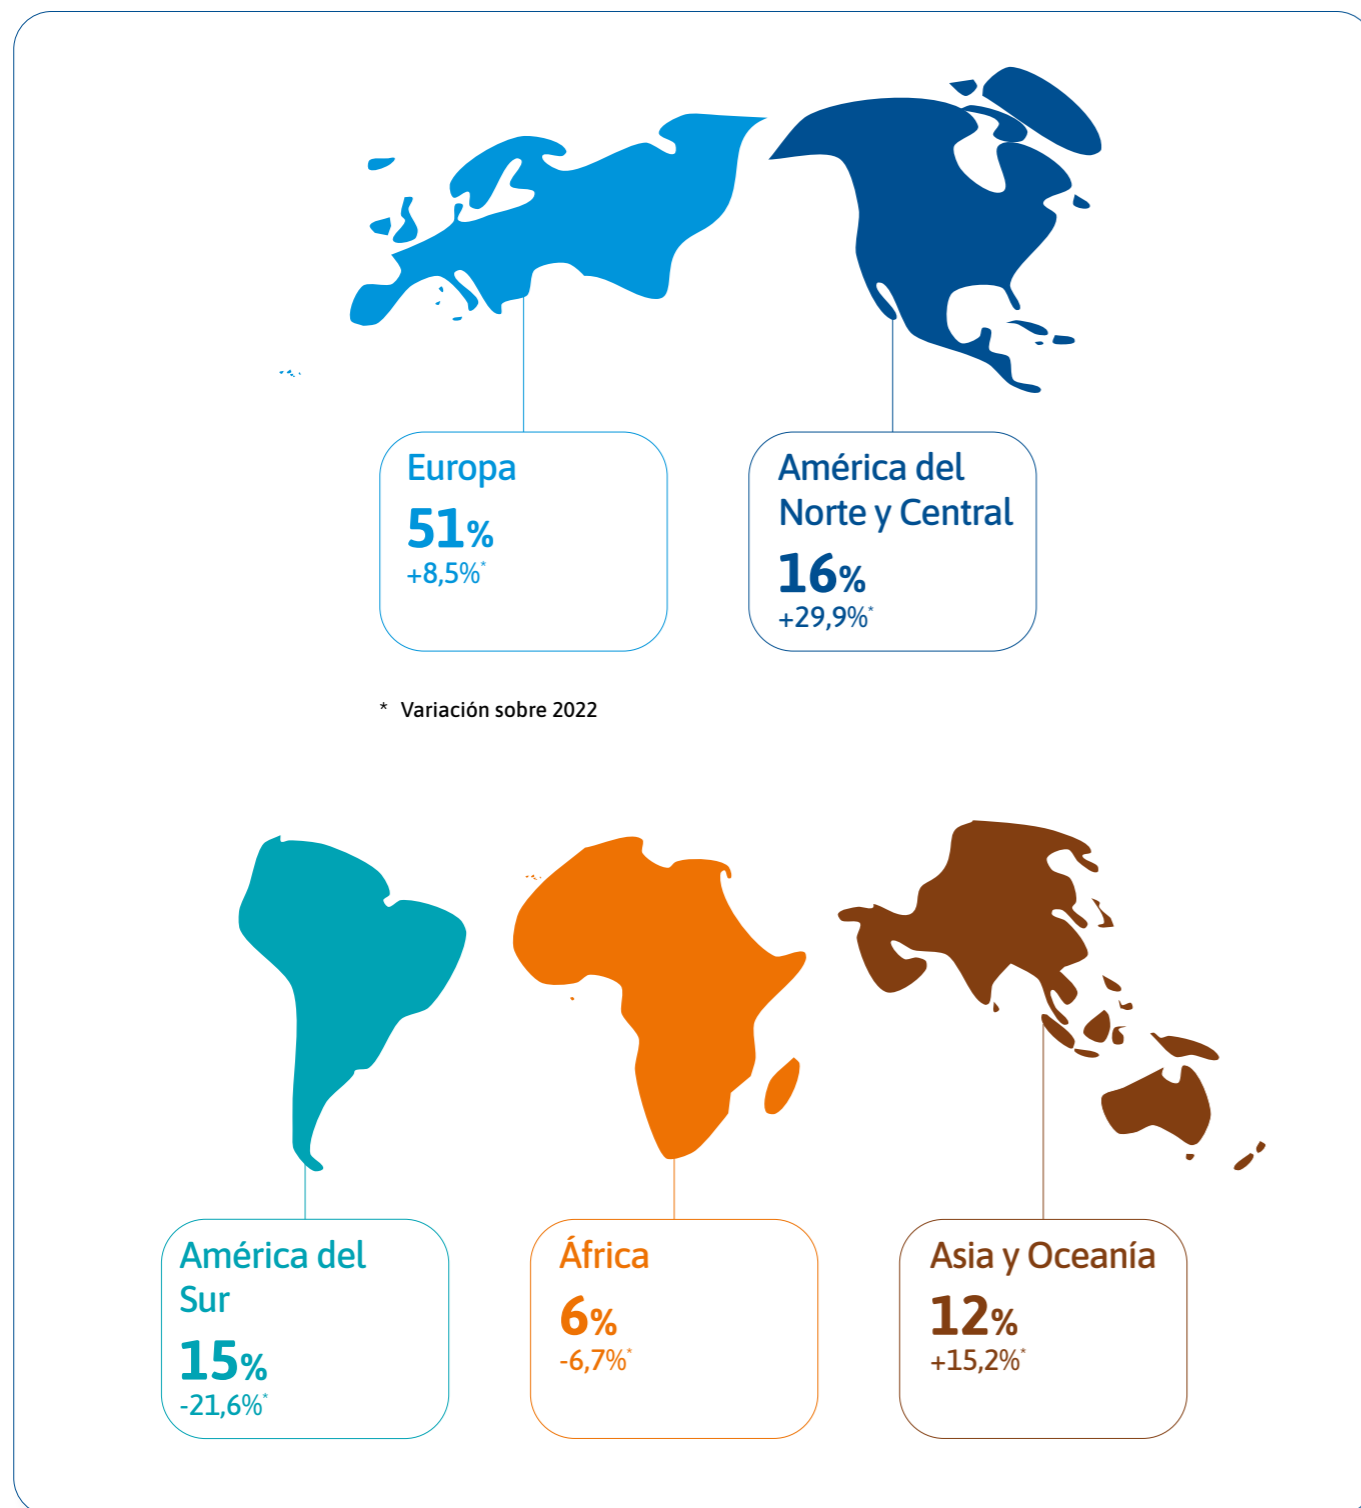 Europa
51%
+8,5%*
América del
Norte y Central
16%
+29,9%*
* Variación sobre 2022
América del
Sur
15%
-21,6%*
África
6%
-6,7%*
Asia y Oceanía
12%
+15,2%*